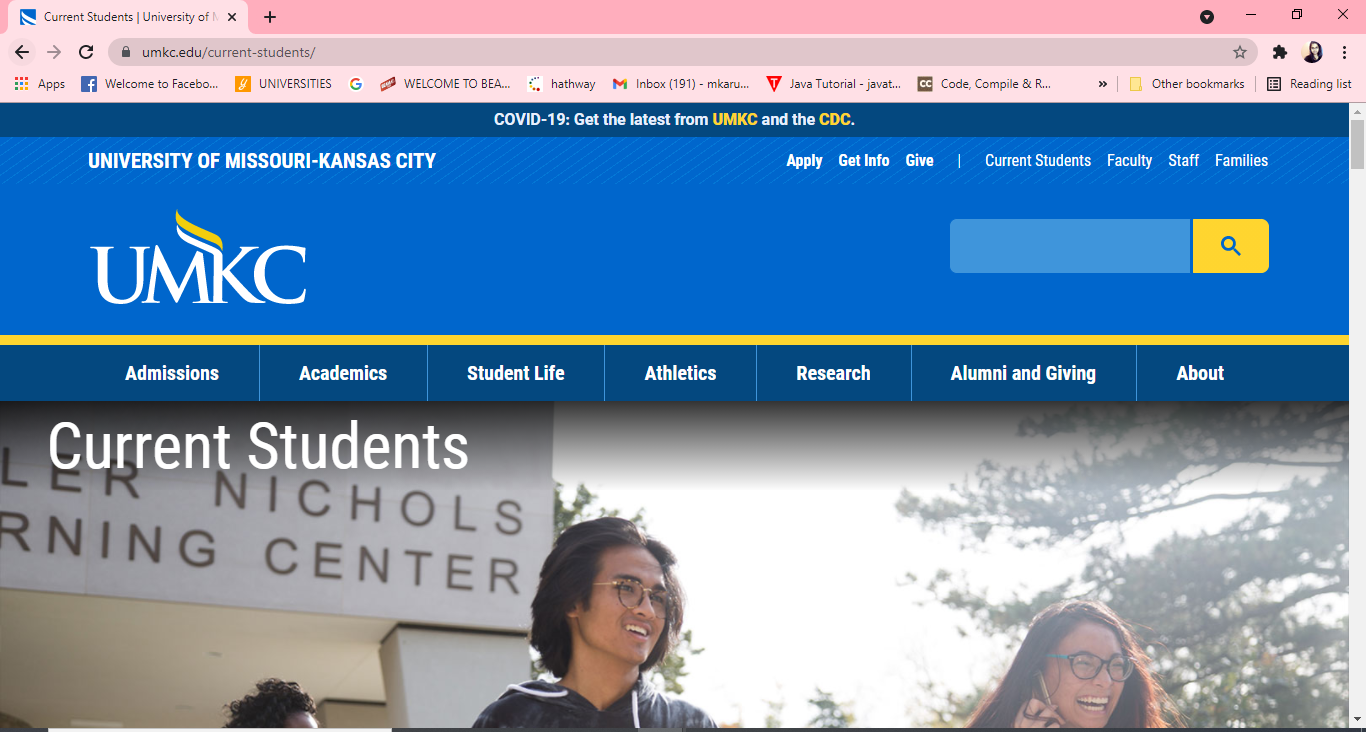 Current Students | University of M
umkc.edu/current-students/
Apps Welcome to Facebo... UNIVERSITIES WELCOME TO BEA... hathway Inbox (191) - mkaru... Java Tutorial - javat... Code, Compile & R... » Other bookmarks Reading list
COVID-19: Get the latest from UMKC and the CDC.
UNIVERSITY OF MISSOURI-KANSAS CITY Apply Get Info Give | Current Students Faculty Staff Families
UMKC
Admissions Academics Student Life Athletics Research Alumni and Giving About
Current Students
LER NICHOLS
RNING CENTER